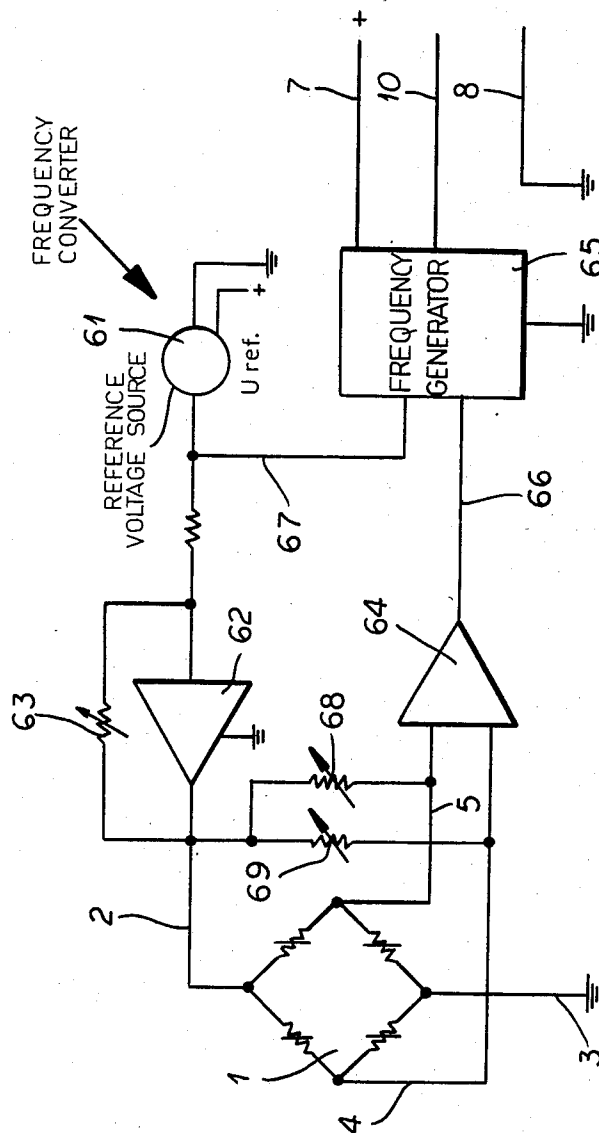 FREQUENCY
CONVERTER
REFERENCE
VOLTAGE SOURCE
61
+
U ref.
63
62
67
2
68
69
5
64
66
FREQUENCY
GENERATOR
65
7
+
10
8
1
4
3